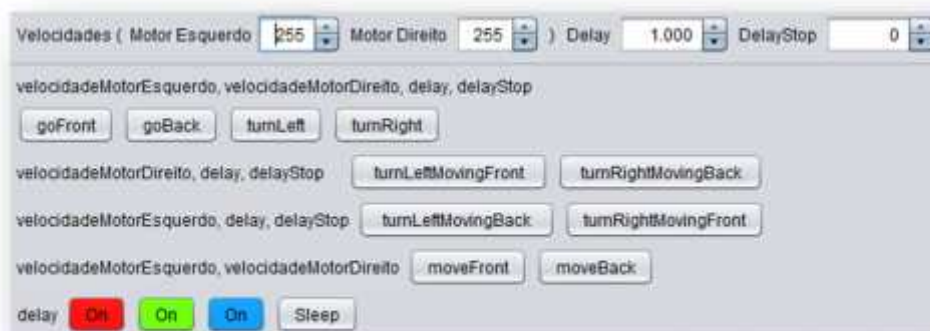 Velocidades ( Motor Esquerdo 255 Motor Direito 255 ) Delay 1.000 DelayStop 0
velocidadeMotorEsquerdo, velocidadeMotorDireito, delay, delayStop
goFront goBack turnLeft turnRight
velocidadeMotorDireito, delay, delayStop turnLeftMovingFront turnRightMovingBack
velocidadeMotorEsquerdo, delay, delayStop turnLeftMovingBack turnRightMovingFront
velocidadeMotorEsquerdo, velocidadeMotorDireito moveFront moveBack
delay On On On Sleep